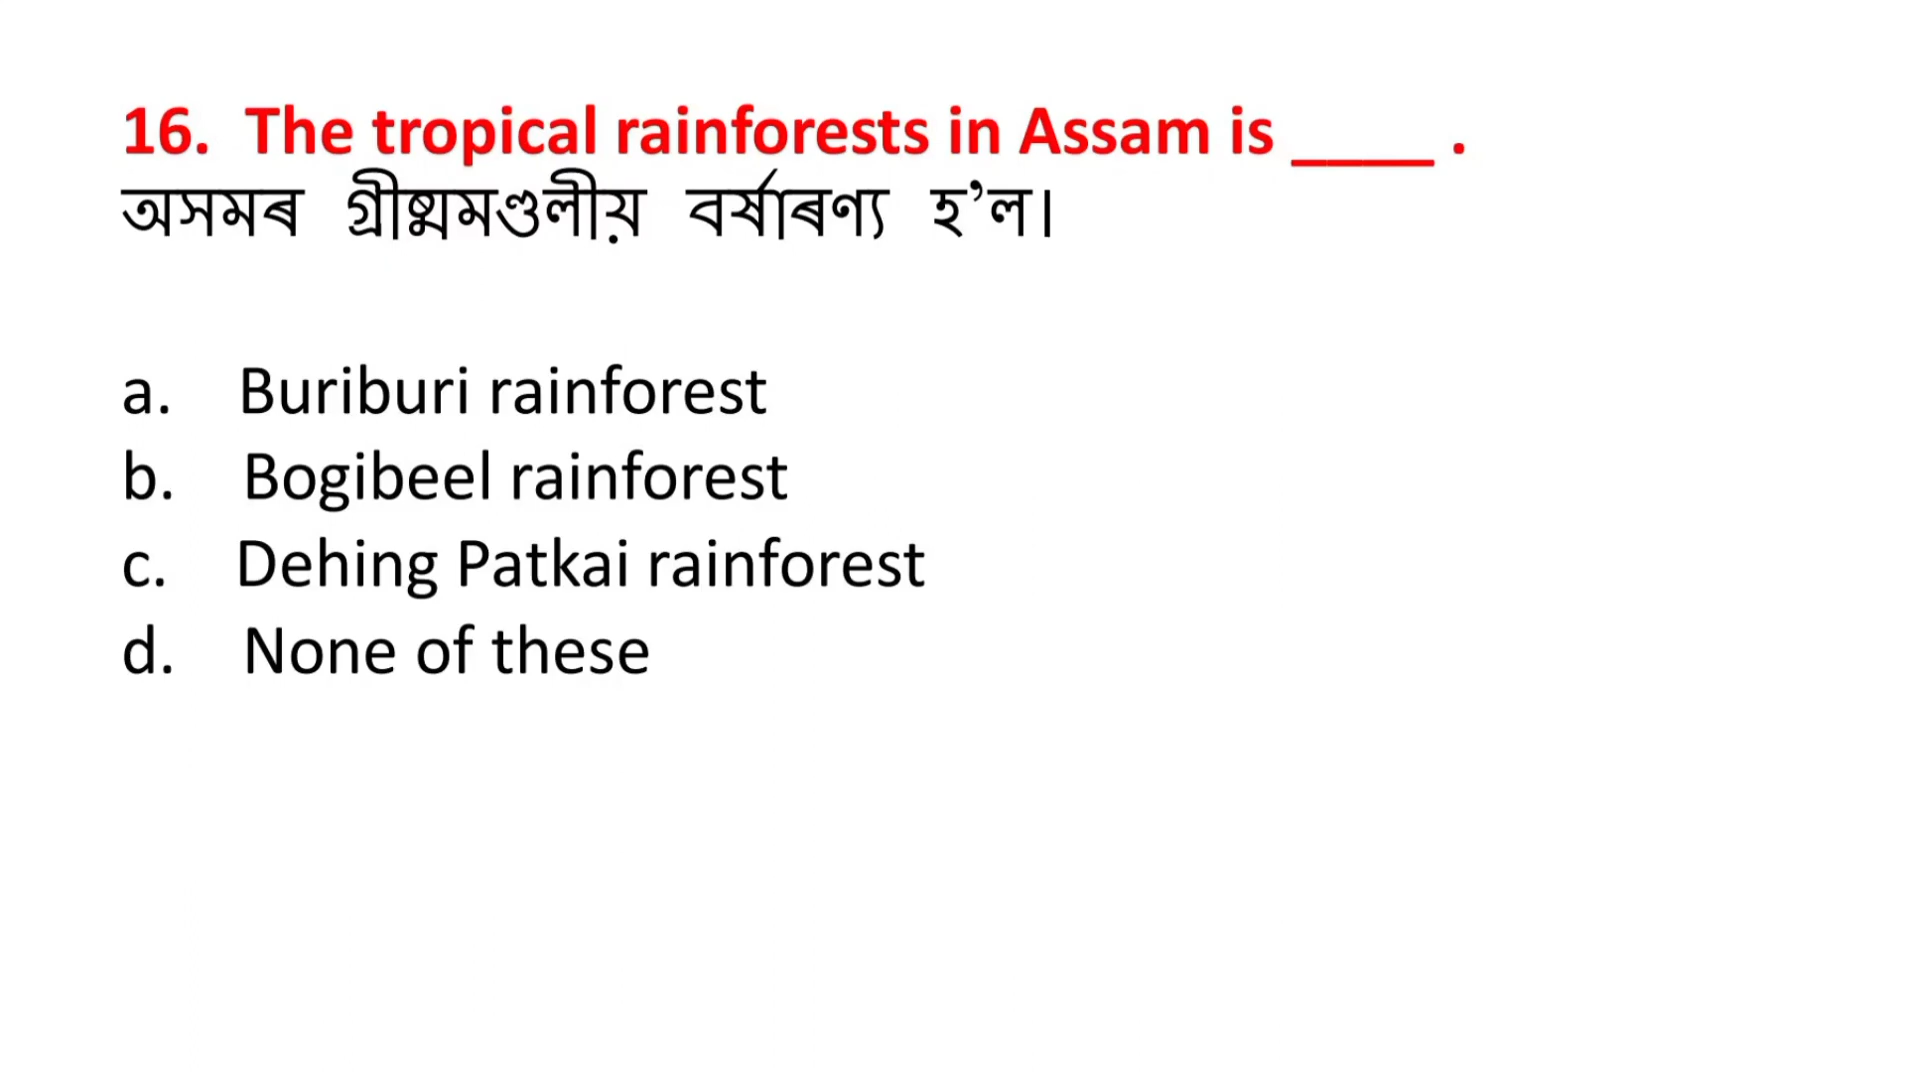 16. The tropical rainforests in Assam is ____ .
অসমৰ গ্ৰীষ্মমণ্ডলীয় বৰ্ষাৰণ্য হ’ল।
a. Buriburi rainforest
b. Bogibeel rainforest
c. Dehing Patkai rainforest
d. None of these